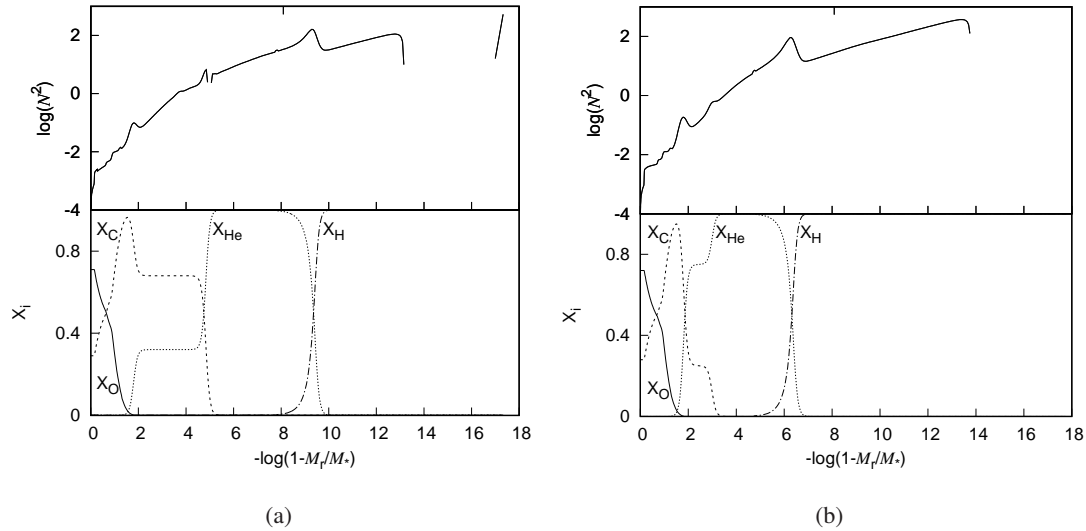 log(N²)
2
0
-2
-4
X_C
X_He
X_H
X_O
X_i
0.8
0.4
0
0 2 4 6 8 10 12 14 16 18
-log(1-M_r/M_*)
(a)
log(N²)
2
0
-2
-4
X_C
X_He
X_H
X_O
X_i
0.8
0.4
0
0 2 4 6 8 10 12 14 16 18
-log(1-M_r/M_*)
(b)